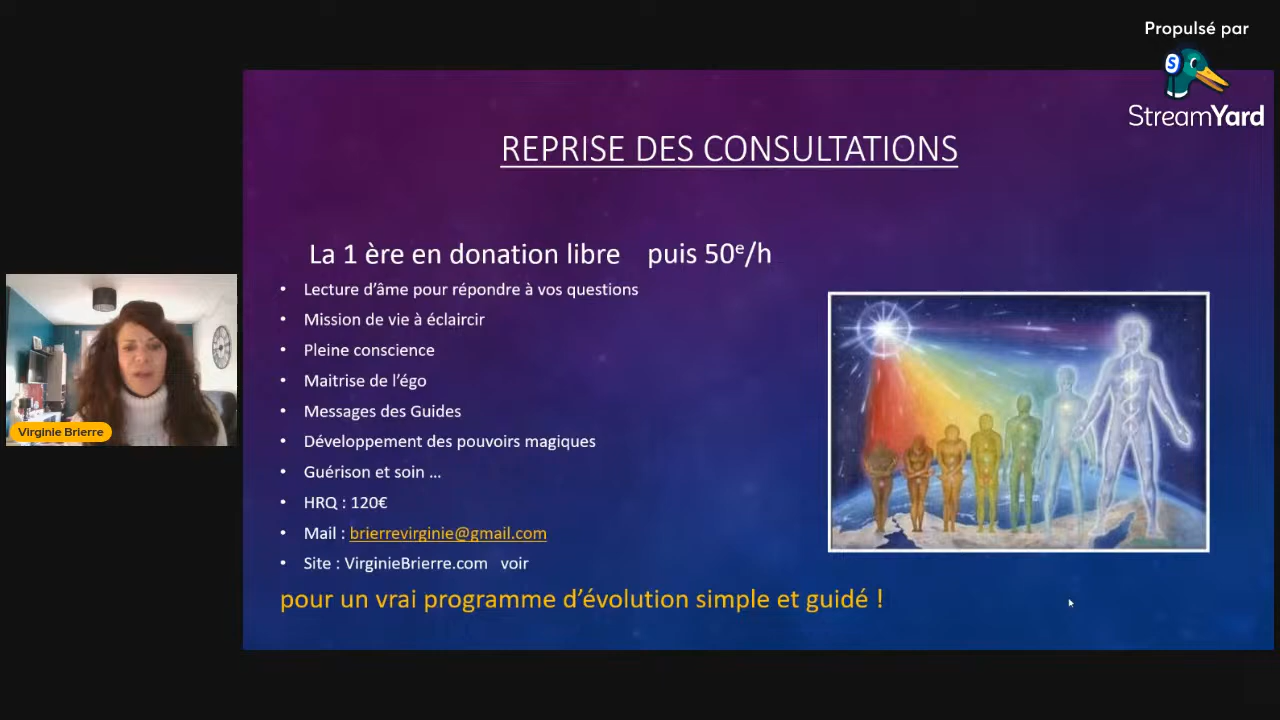 Propulsé par
StreamYard
REPRISE DES CONSULTATIONS
La 1 ère en donation libre puis 50e/h
• Lecture d’âme pour répondre à vos questions
• Mission de vie à éclaircir
• Pleine conscience
• Maitrise de l’égo
• Messages des Guides
• Développement des pouvoirs magiques
• Guérison et soin ...
• HRQ : 120€
• Mail : brierrevirginie@gmail.com
• Site : VirginieBrierre.com voir
pour un vrai programme d’évolution simple et guidé !
Virginie Brierre